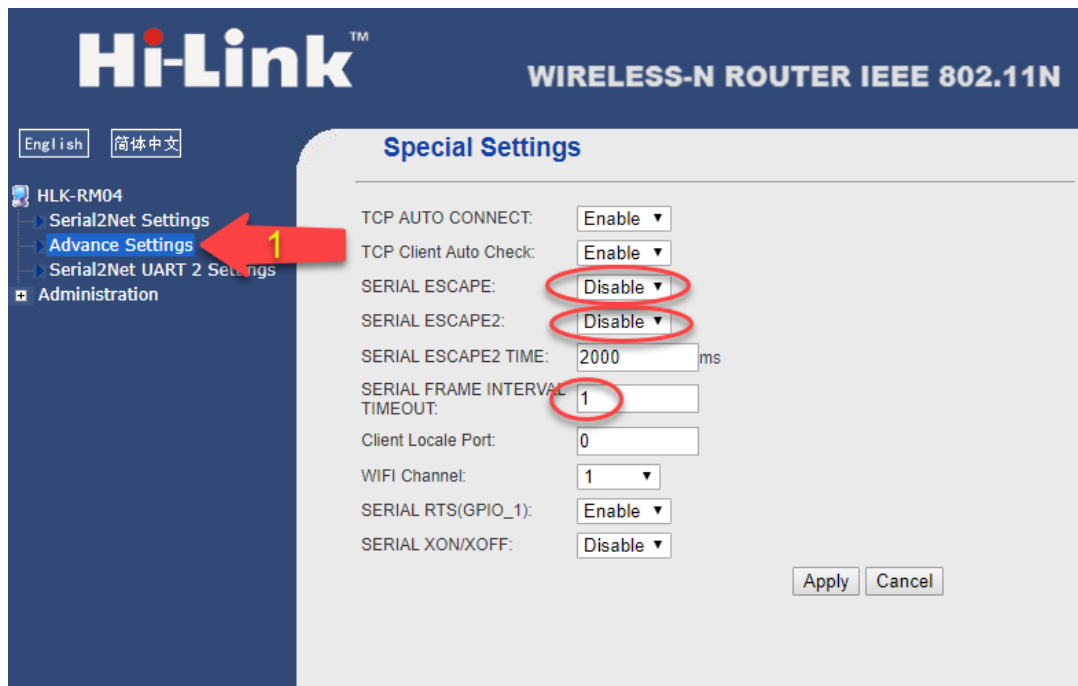 Hi-Link™
WIRELESS-N ROUTER IEEE 802.11N
English 简体中文
HLK-RM04
Serial2Net Settings
Advance Settings
1
Serial2Net UART 2 Settings
Administration
Special Settings
TCP AUTO CONNECT: Enable
TCP Client Auto Check: Enable
SERIAL ESCAPE: Disable
SERIAL ESCAPE2: Disable
SERIAL ESCAPE2 TIME: 2000 ms
SERIAL FRAME INTERVAL
TIMEOUT: 1
Client Locale Port: 0
WIFI Channel: 1
SERIAL RTS(GPIO_1): Enable
SERIAL XON/XOFF: Disable
Apply Cancel